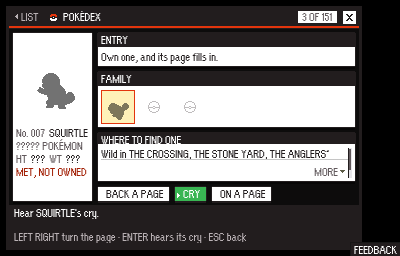 LIST
POKéDEX
3 OF 151
X
ENTRY
Own one, and its page fills in.
FAMILY
No. 007 SQUIRTLE
????? POKéMON
HT ??? WT ???
MET, NOT OWNED
WHERE TO FIND ONE
Wild in THE CROSSING, THE STONE YARD, THE ANGLERS'
MORE
BACK A PAGE
CRY
ON A PAGE
Hear SQUIRTLE's cry.
LEFT RIGHT turn the page · ENTER hears its cry · ESC back
FEEDBACK